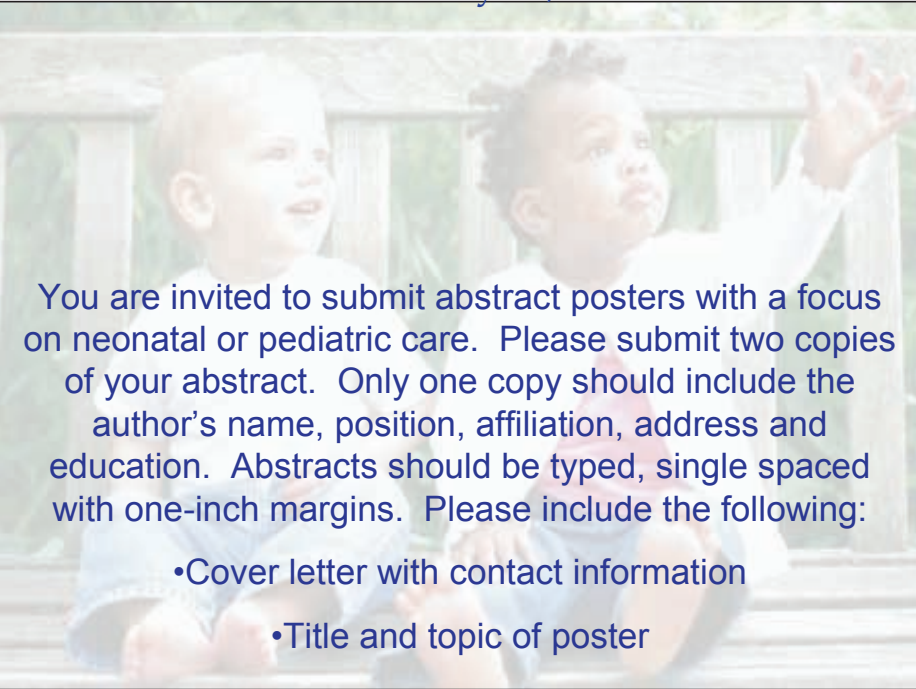 You are invited to submit abstract posters with a focus
on neonatal or pediatric care.  Please submit two copies
of your abstract.  Only one copy should include the
author’s name, position, affiliation, address and
education.  Abstracts should be typed, single spaced
with one-inch margins.  Please include the following:
•Cover letter with contact information
•Title and topic of poster